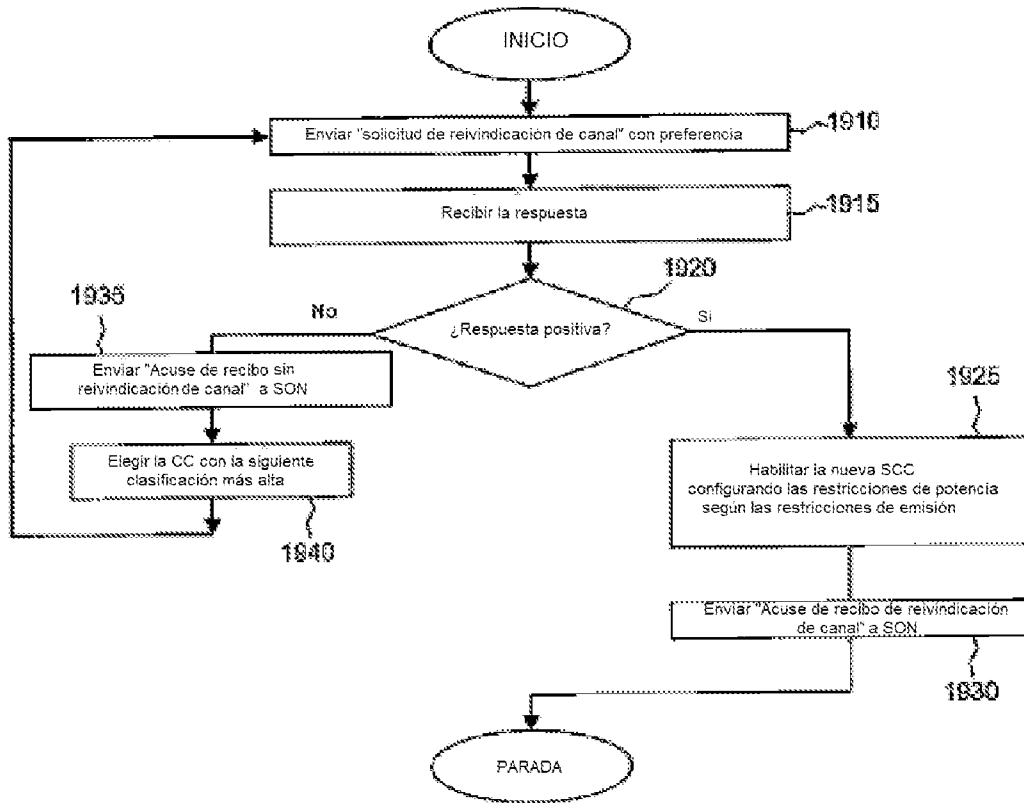 INICIO
Enviar "solicitud de reivindicación de canal" con preferencia
1910
Recibir la respuesta
1915
1920
¿Respuesta positiva?
No
Si
1935
Enviar "Acuse de recibo sin
reivindicación de canal" a SON
Elegir la CC con la siguiente
clasificación más alta
1940
1925
Habilitar la nueva SCC
configurando las restricciones de potencia
según las restricciones de emisión
Enviar "Acuse de recibo de reivindicación
de canal" a SON
1930
PARADA